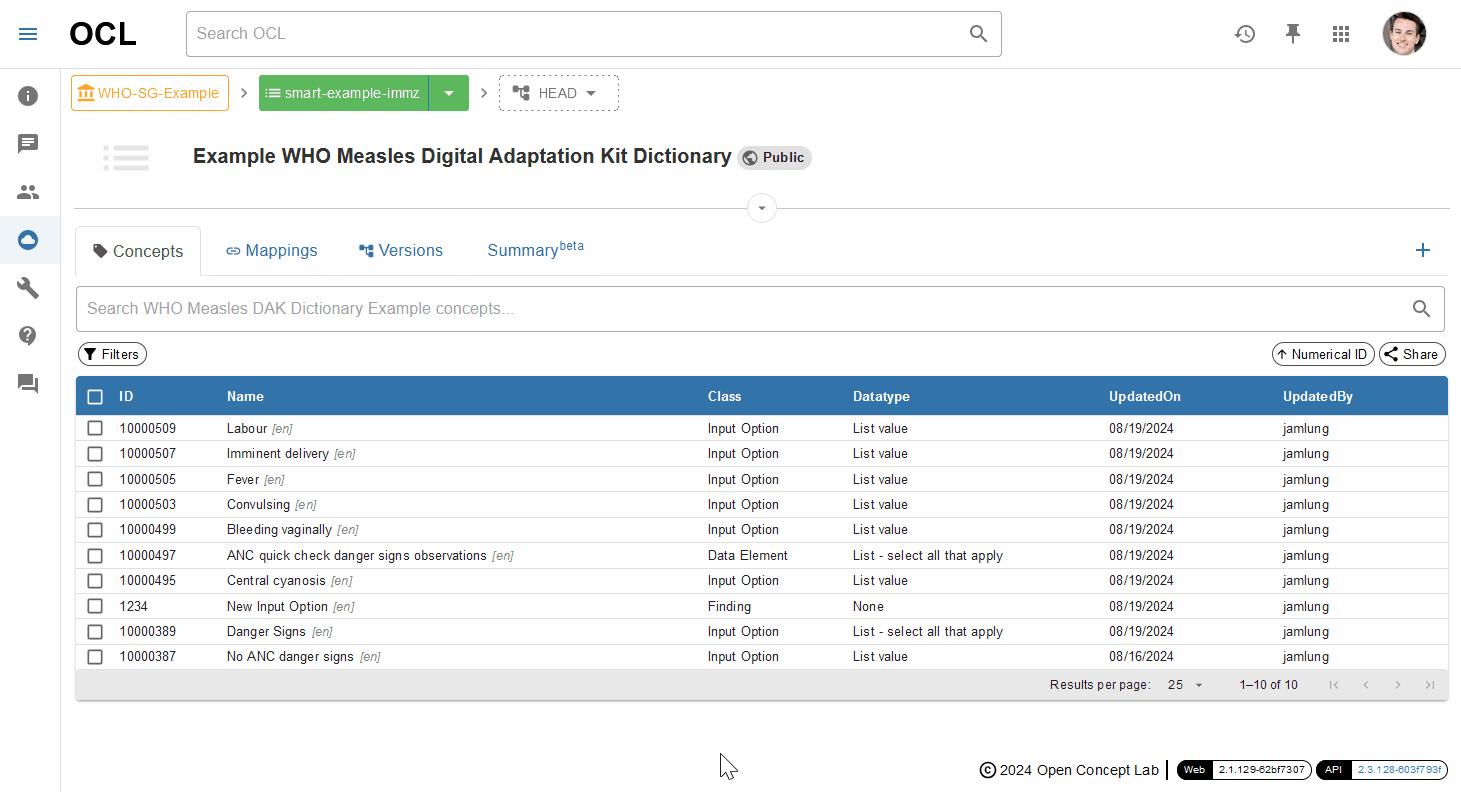 OCL Search OCL
WHO-SG-Example smart-example-immz HEAD
Example WHO Measles Digital Adaptation Kit Dictionary Public
Concepts Mappings Versions Summary beta
Search WHO Measles DAK Dictionary Example concepts...
Filters Numerical ID Share
ID Name Class Datatype UpdatedOn UpdatedBy
10000509 Labour [en] Input Option List value 08/19/2024 jamlung
10000507 Imminent delivery [en] Input Option List value 08/19/2024 jamlung
10000505 Fever [en] Input Option List value 08/19/2024 jamlung
10000503 Convulsing [en] Input Option List value 08/19/2024 jamlung
10000499 Bleeding vaginally [en] Input Option List value 08/19/2024 jamlung
10000497 ANC quick check danger signs observations [en] Data Element List - select all that apply 08/19/2024 jamlung
10000495 Central cyanosis [en] Input Option List value 08/19/2024 jamlung
1234 New Input Option [en] Finding None 08/19/2024 jamlung
10000389 Danger Signs [en] Input Option List - select all that apply 08/19/2024 jamlung
10000387 No ANC danger signs [en] Input Option List value 08/16/2024 jamlung
Results per page: 25 1–10 of 10
© 2024 Open Concept Lab | Web 2.1.129-62bf7307 API 2.3.128-603f793f